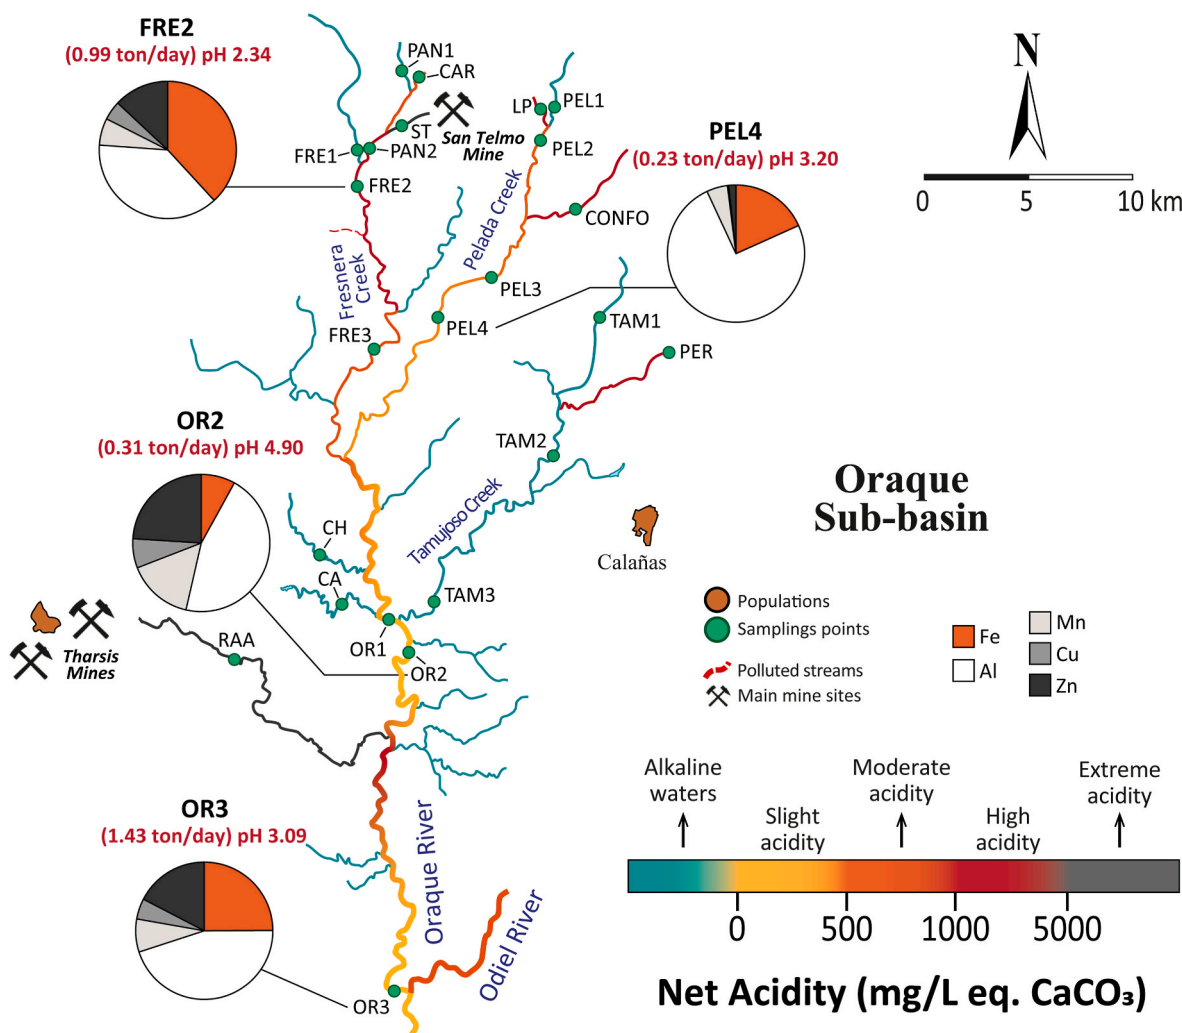 FRE2
(0.99 ton/day) pH 2.34
PAN1
CAR
LP
PEL1
ST
San Telmo
Mine
FRE1
PAN2
PEL2
FRE2
PEL4
(0.23 ton/day) pH 3.20
N
0 5 10 km
Pelada Creek
CONFO
Fresnera
Creek
PEL3
PEL4
TAM1
FRE3
PER
OR2
(0.31 ton/day) pH 4.90
TAM2
Tamujoso Creek
Oraque
Sub-basin
Calañas
CH
CA
TAM3
OR1
OR2
RAA
Tharsis
Mines
Populations
Samplings points
Polluted streams
Main mine sites
Fe
Al
Mn
Cu
Zn
OR3
(1.43 ton/day) pH 3.09
Oraque River
Odiel River
OR3
Alkaline
waters
Slight
acidity
Moderate
acidity
High
acidity
Extreme
acidity
0 500 1000 5000
Net Acidity (mg/L eq. CaCO₃)